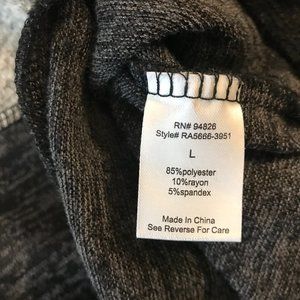 RN# 94826
Style# RA5666-3951
L
85%polyester
10%rayon
5%spandex
Made In China
See Reverse For Care